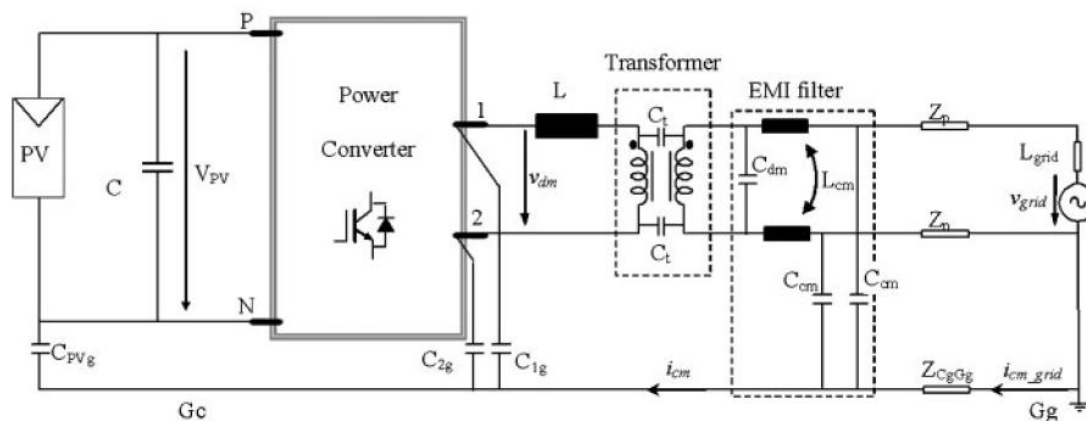 P
Transformer
L
EMI filter
1
C_t
Z_p
Power
Converter
PV
C
V_PV
v_dm
C_dm
L_cm
L_grid
v_grid
2
C_t
Z_p
N
C_cm
C_cm
C_PVg
C_2g
C_1g
i_cm
Z_CgGg
i_cm_grid
Gc
Gg